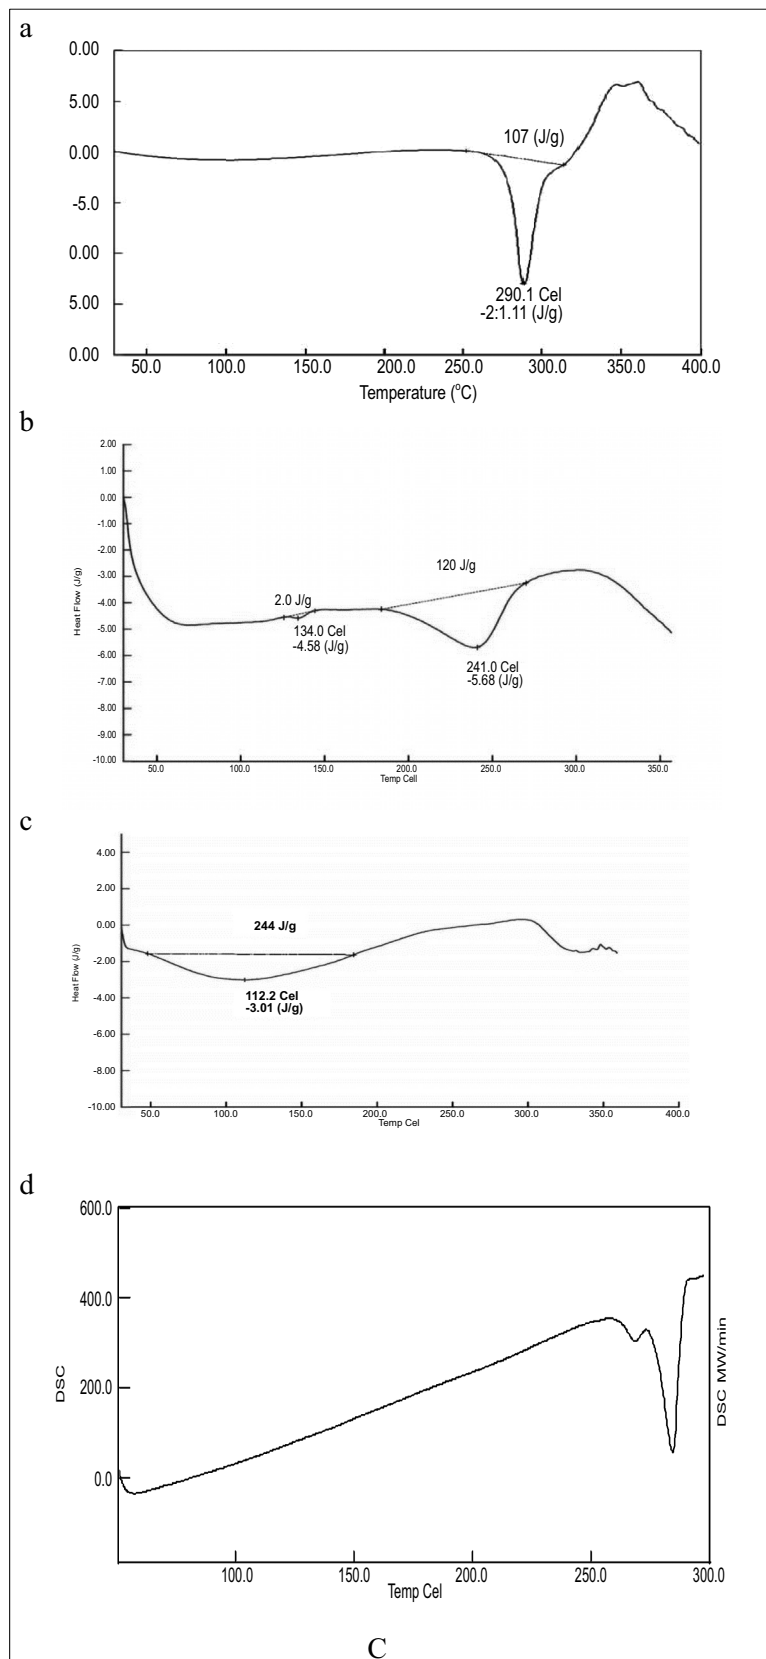 a
0.00
5.00
107 (J/g)
0.00
-5.0
0.00
290.1 Cel
-2:1.11 (J/g)
5.00
0.00
50.0 100.0 150.0 200.0 250.0 300.0 350.0 400.0
Temperature (°C)
b
2.00
1.00
0.00
-1.00
-2.00
120 J/g
-3.00
Heat Flow (J/g)
2.0 J/g
-4.00
134.0 Cel
-4.58 (J/g)
-5.00
241.0 Cel
-5.68 (J/g)
-6.00
-7.00
-8.00
-9.00
-10.00
50.0 100.0 150.0 200.0 250.0 300.0 350.0
Temp Cell
c
4.00
2.00
0.00
244 J/g
-2.00
Heat Flow (J/g)
112.2 Cel
-3.01 (J/g)
-4.00
-6.00
-8.00
-10.00
50.0 100.0 150.0 200.0 250.0 300.0 350.0 400.0
Temp Cel
d
600.0
400.0
DSC
DSC MW/min
200.0
0.0
100.0 150.0 200.0 250.0 300.0
Temp Cel
C